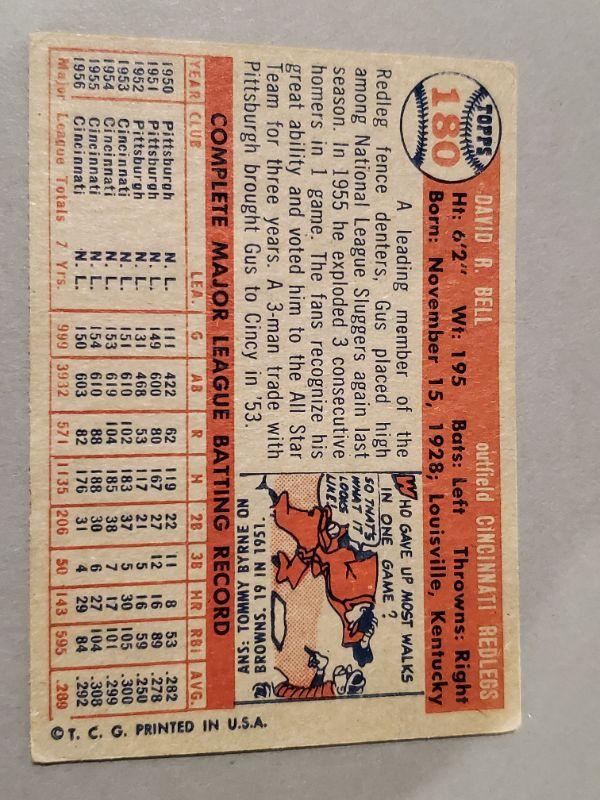 TOPPS
180
DAVID R. BELL outfield CINCINNATI REDLEGS
Ht: 6'2" Wt: 195 Bats: Left Throwns: Right
Born: November 15, 1928; Louisville, Kentucky
A leading member of the
Redleg fence denters, Gus placed high
among National League Sluggers again last
season. In 1955 he exploded 3 consecutive
homers in 1 game. The fans recognize his
great ability and voted him to the All Star
Team for three years. A 3-man trade with
Pittsburgh brought Gus to Cincy in '53.
WHO GAVE UP MOST WALKS
IN ONE GAME?
SO THAT'S
WHAT IT
LOOKS
LIKE!
ANS: TOMMY BYRNE ON
BROWNS. 19 IN 1951.
COMPLETE MAJOR LEAGUE BATTING RECORD
YEAR CLUB LEA. G AB R H 2B 3B HR RBI AVG.
1950 Pittsburgh N. L. 111 422 62 119 22 11 8 53 .282
1951 Pittsburgh N. L. 149 600 80 167 27 12 16 89 .278
1952 Pittsburgh N. L. 131 468 53 117 21 5 16 59 .250
1953 Cincinnati N. L. 151 610 102 183 37 5 30 105 .300
1954 Cincinnati N. L. 153 619 104 185 38 7 17 101 .299
1955 Cincinnati N. L. 154 610 88 188 30 6 27 104 .308
1956 Cincinnati N. L. 150 603 82 176 31 4 29 84 .292
Major League Totals 7 Yrs. 999 3932 571 1135 206 50 143 595 .289
© T. C. G. PRINTED IN U.S.A.